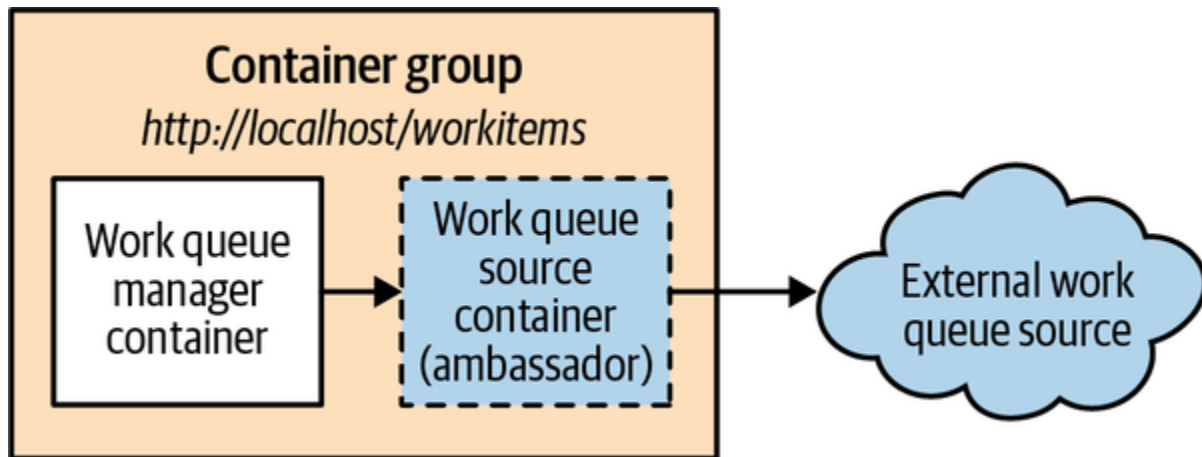 Container group
http://localhost/workitems
Work queue
manager
container
Work queue
source
container
(ambassador)
External work
queue source